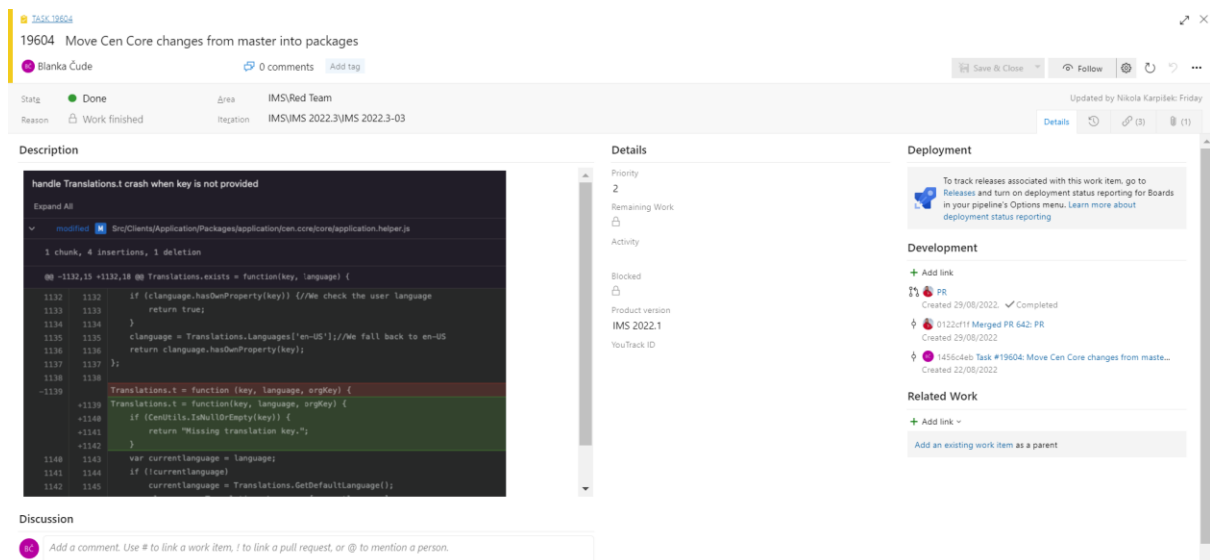 TASK 19604
19604 Move Cen Core changes from master into packages
BČ Blanka Čude
0 comments Add tag
Save & Close
Follow
State Done
Area IMS\Red Team
Updated by Nikola Karpíšek: Friday
Reason Work finished
Iteration IMS\IMS 2022.3\IMS 2022.3-03
Details (3) (1)
Description
handle Translations.t crash when key is not provided
Expand All
modified M Src/Clients/Application/Packages/application/cen.core/core/application.helper.js
1 chunk, 4 insertions, 1 deletion
@@ -1132,15 +1132,18 @@ Translations.exists = function(key, language) {
1132 1132 if (clanguage.hasOwnProperty(key)) {//We check the user language
1133 1133 return true;
1134 1134 }
1135 1135 clanguage = Translations.Languages['en-US'];//We fall back to en-US
1136 1136 return clanguage.hasOwnProperty(key);
1137 1137 };
1138 1138
-1139 Translations.t = function (key, language, orgKey) {
+1139 Translations.t = function(key, language, orgKey) {
+1140 if (CenUtils.IsNullOrEmpty(key)) {
+1141 return "Missing translation key.";
+1142 }
1140 1143 var currentlanguage = language;
1141 1144 if (!currentlanguage)
1142 1145 currentlanguage = Translations.GetDefaultLanguage();
Discussion
BČ Add a comment. Use # to link a work item, ! to link a pull request, or @ to mention a person.
Details
Priority
2
Remaining Work
Activity
Blocked
Product version
IMS 2022.1
YouTrack ID
Deployment
To track releases associated with this work item, go to
Releases and turn on deployment status reporting for Boards
in your pipeline's Options menu. Learn more about
deployment status reporting
Development
+ Add link
PR
Created 29/08/2022, Completed
0122cf1f Merged PR 642: PR
Created 29/08/2022
1456c4eb Task #19604: Move Cen Core changes from maste...
Created 22/08/2022
Related Work
+ Add link
Add an existing work item as a parent